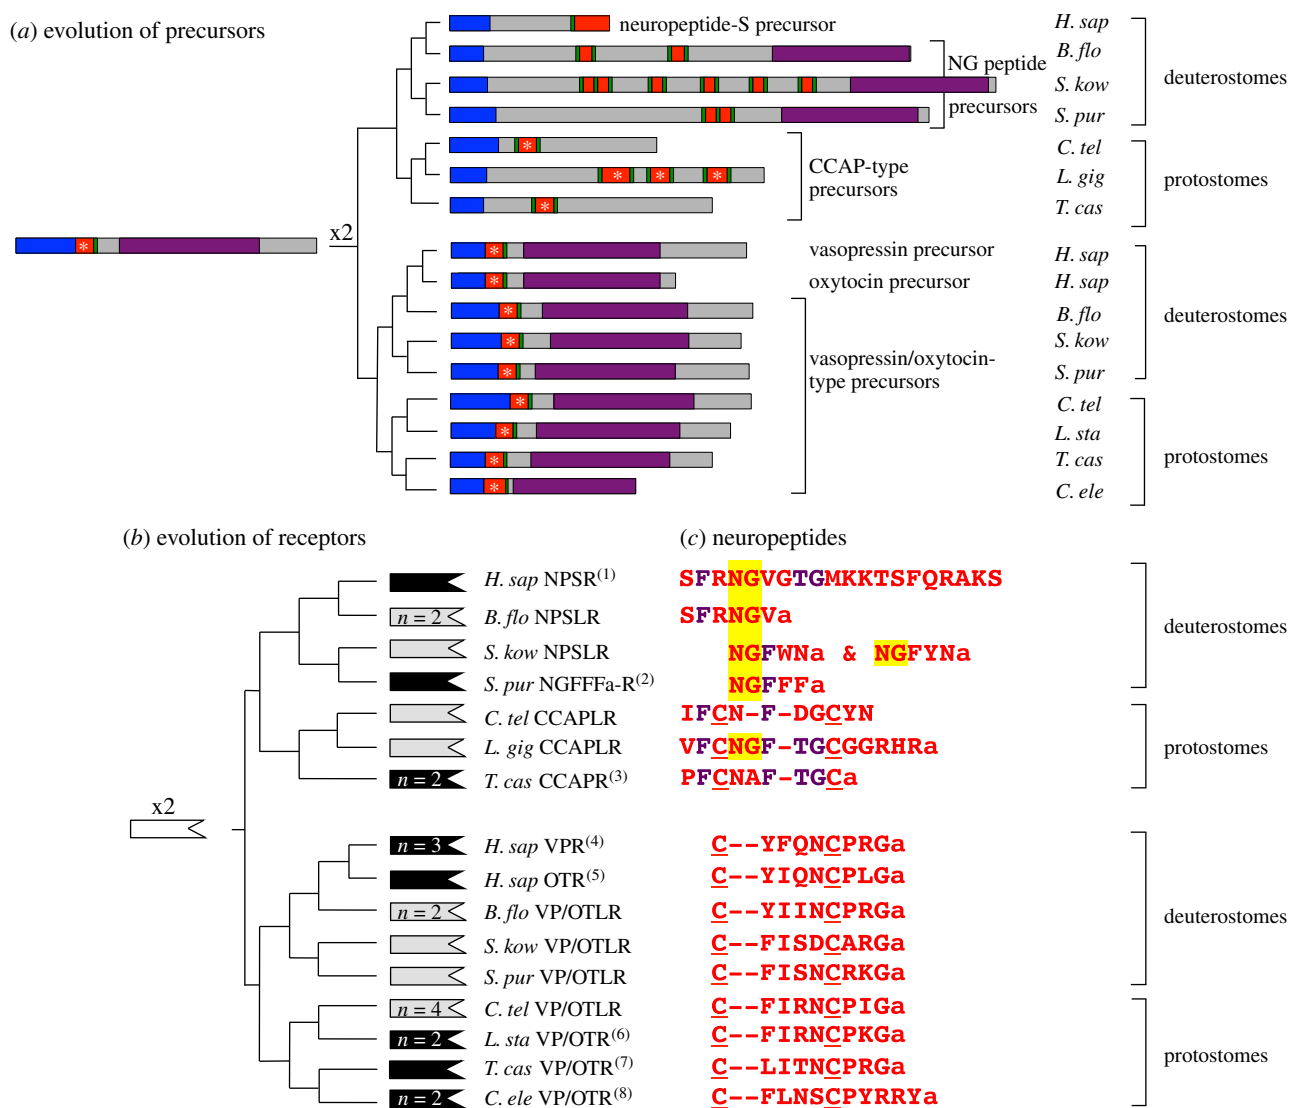 (a) evolution of precursors
neuropeptide-S precursor
H. sap
B. flo
NG peptide
precursors
S. kow
S. pur
deuterostomes
C. tel
* * *
L. gig
*
T. cas
*
CCAP-type
precursors
protostomes
x2
*
* vasopressin precursor H. sap
* oxytocin precursor H. sap
* B. flo
* S. kow
* S. pur
deuterostomes
vasopressin/oxytocin-
type precursors
* C. tel
* L. sta
* T. cas
* C. ele
protostomes
(b) evolution of receptors
(c) neuropeptides
H. sap NPSR(1) SFRNGVGTGMKKTSFQRAKS
n = 2 B. flo NPSLR SFRNGVa
S. kow NPSLR NGFWNa & NGFYNa
S. pur NGFFFa-R(2) NGFFFa
deuterostomes
C. tel CCAPLR IFCN-F-DGCYN
L. gig CCAPLR VFCNGF-TGCGGRHRa
n = 2 T. cas CCAPR(3) PFCNAF-TGCa
protostomes
x2
n = 3 H. sap VPR(4) C--YFQNCPRGa
H. sap OTR(5) C--YIQNCPLGa
n = 2 B. flo VP/OTLR C--YIINCPRGa
S. kow VP/OTLR C--FISDCARGa
S. pur VP/OTLR C--FISNCRKGa
deuterostomes
n = 4 C. tel VP/OTLR C--FIRNCPIGa
n = 2 L. sta VP/OTR(6) C--FIRNCPKGa
T. cas VP/OTR(7) C--LITNCPRGa
n = 2 C. ele VP/OTR(8) C--FLNSCPYRRYa
protostomes